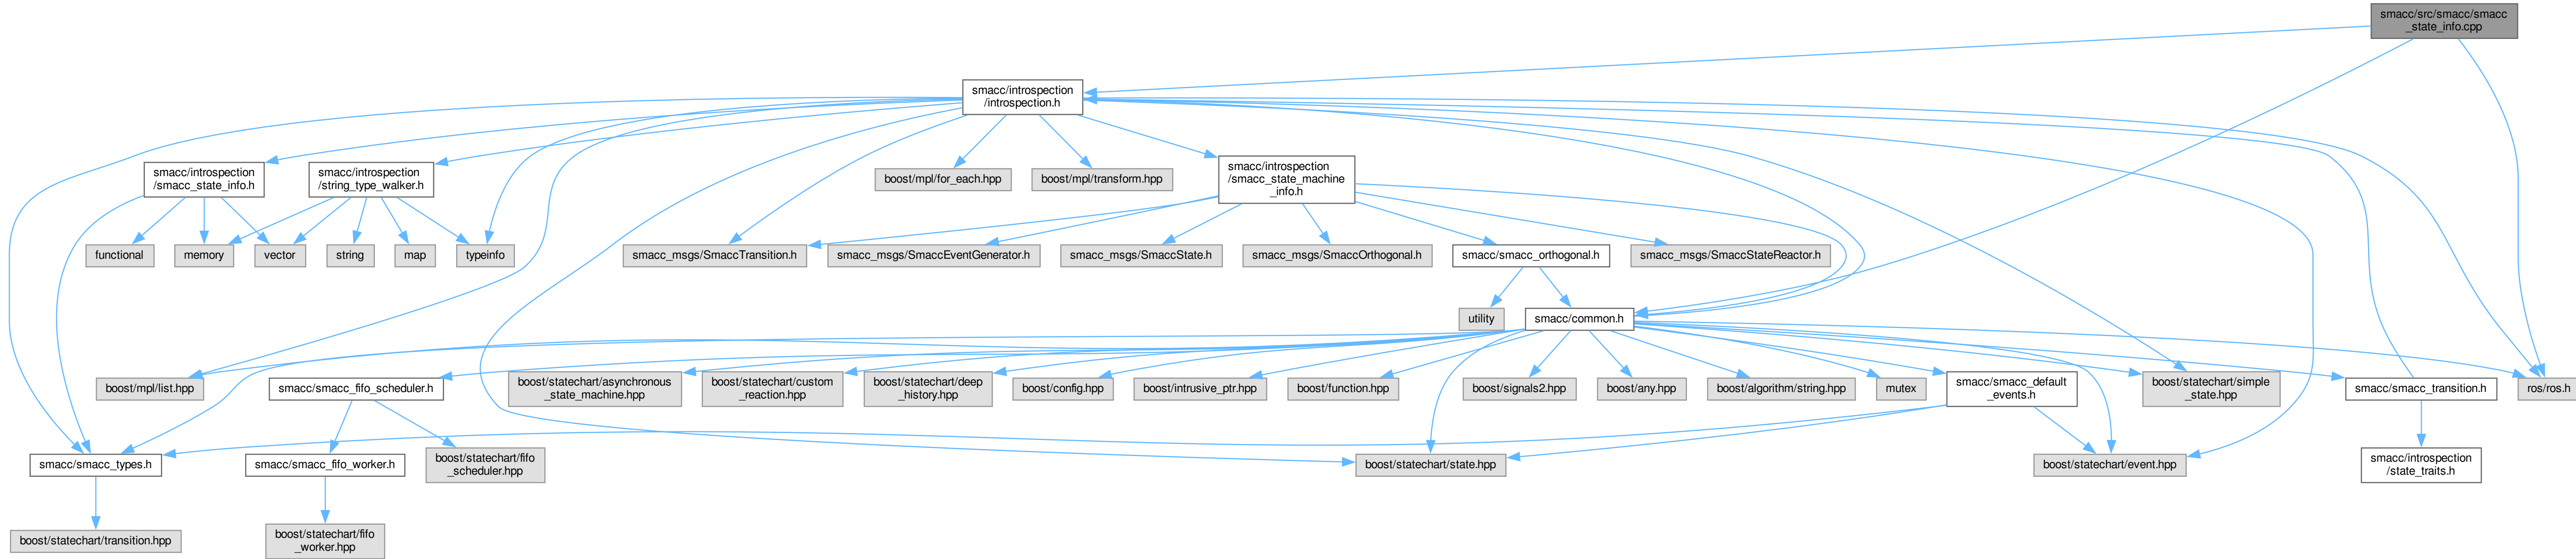 smacc/src/smacc/smacc
_state_info.cpp
smacc/introspection
/introspection.h
smacc/introspection
/smacc_state_info.h
smacc/introspection
/string_type_walker.h
boost/mpl/for_each.hpp
boost/mpl/transform.hpp
smacc/introspection
/smacc_state_machine
_info.h
functional
memory
vector
string
map
typeinfo
smacc_msgs/SmaccTransition.h
smacc_msgs/SmaccEventGenerator.h
smacc_msgs/SmaccState.h
smacc_msgs/SmaccOrthogonal.h
smacc/smacc_orthogonal.h
smacc_msgs/SmaccStateReactor.h
utility
smacc/common.h
boost/mpl/list.hpp
smacc/smacc_fifo_scheduler.h
boost/statechart/asynchronous
_state_machine.hpp
boost/statechart/custom
_reaction.hpp
boost/statechart/deep
_history.hpp
boost/config.hpp
boost/intrusive_ptr.hpp
boost/function.hpp
boost/signals2.hpp
boost/any.hpp
boost/algorithm/string.hpp
mutex
smacc/smacc_default
_events.h
boost/statechart/simple
_state.hpp
smacc/smacc_transition.h
ros/ros.h
smacc/smacc_types.h
smacc/smacc_fifo_worker.h
boost/statechart/fifo
_scheduler.hpp
boost/statechart/state.hpp
boost/statechart/event.hpp
smacc/introspection
/state_traits.h
boost/statechart/transition.hpp
boost/statechart/fifo
_worker.hpp